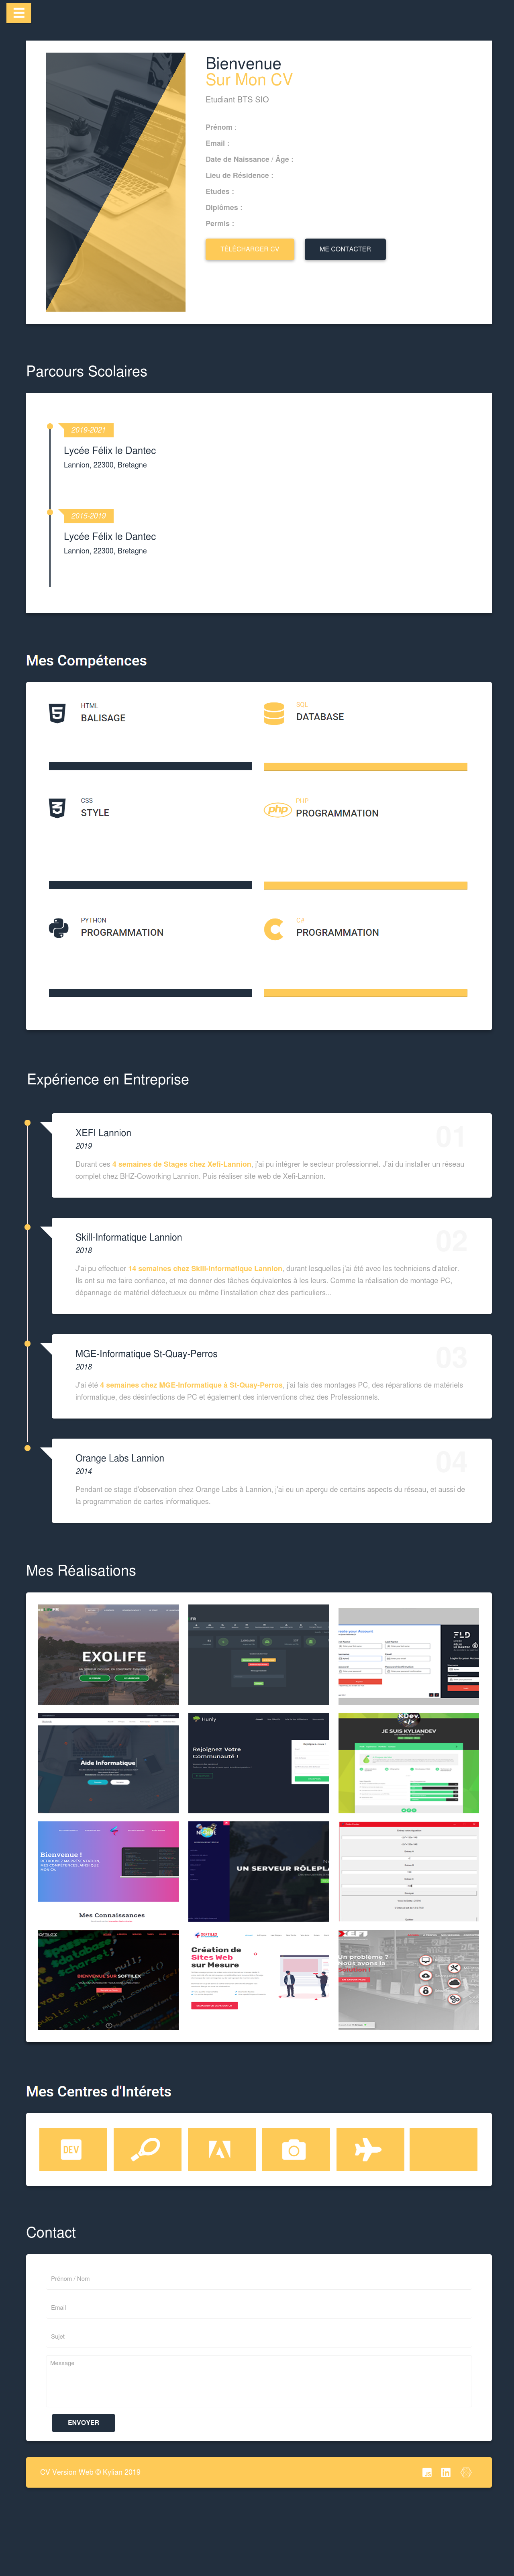 Bienvenue
Sur Mon CV
Etudiant BTS SIO
Prénom :
Email :
Date de Naissance / Âge :
Lieu de Résidence :
Etudes :
Diplômes :
Permis :
TÉLÉCHARGER CV
ME CONTACTER
Parcours Scolaires
2019-2021
Lycée Félix le Dantec
Lannion, 22300, Bretagne
2015-2019
Lycée Félix le Dantec
Lannion, 22300, Bretagne
Mes Compétences
HTML
BALISAGE
SQL
DATABASE
CSS
STYLE
PHP
PROGRAMMATION
PYTHON
PROGRAMMATION
C#
PROGRAMMATION
Expérience en Entreprise
01
XEFI Lannion
2019
Durant ces 4 semaines de Stages chez Xefi-Lannion, j'ai pu intégrer le secteur professionnel. J'ai du installer un réseau
complet chez BHZ-Coworking Lannion. Puis réaliser site web de Xefi-Lannion.
02
Skill-Informatique Lannion
2018
J'ai pu effectuer 14 semaines chez Skill-Informatique Lannion, durant lesquelles j'ai été avec les techniciens d'atelier.
Ils ont su me faire confiance, et me donner des tâches équivalentes à les leurs. Comme la réalisation de montage PC,
dépannage de matériel défectueux ou même l'installation chez des particuliers...
03
MGE-Informatique St-Quay-Perros
2018
J'ai été 4 semaines chez MGE-Informatique à St-Quay-Perros, j'ai fais des montages PC, des réparations de matériels
informatique, des désinfections de PC et également des interventions chez des Professionnels.
04
Orange Labs Lannion
2014
Pendant ce stage d'observation chez Orange Labs à Lannion, j'ai eu un aperçu de certains aspects du réseau, et aussi de
la programmation de cartes informatiques.
Mes Réalisations
EXOLIFE
Aide Informatique
Hunly
Rejoignez Votre
Communauté !
KDev
</>
JE SUIS KYLIANDEV
Bienvenue !
Mes Connaissances
UN SERVEUR RÔLEPL
SOFTILEX
BIENVENUE SUR SOFTILEX
Création de
Sites Web
sur Mesure
Un problème ?
Nous avons la
Mes Centres d'Intérets
DEV
Contact
Prénom / Nom
Email
Sujet
Message
ENVOYER
CV Version Web © Kylian 2019